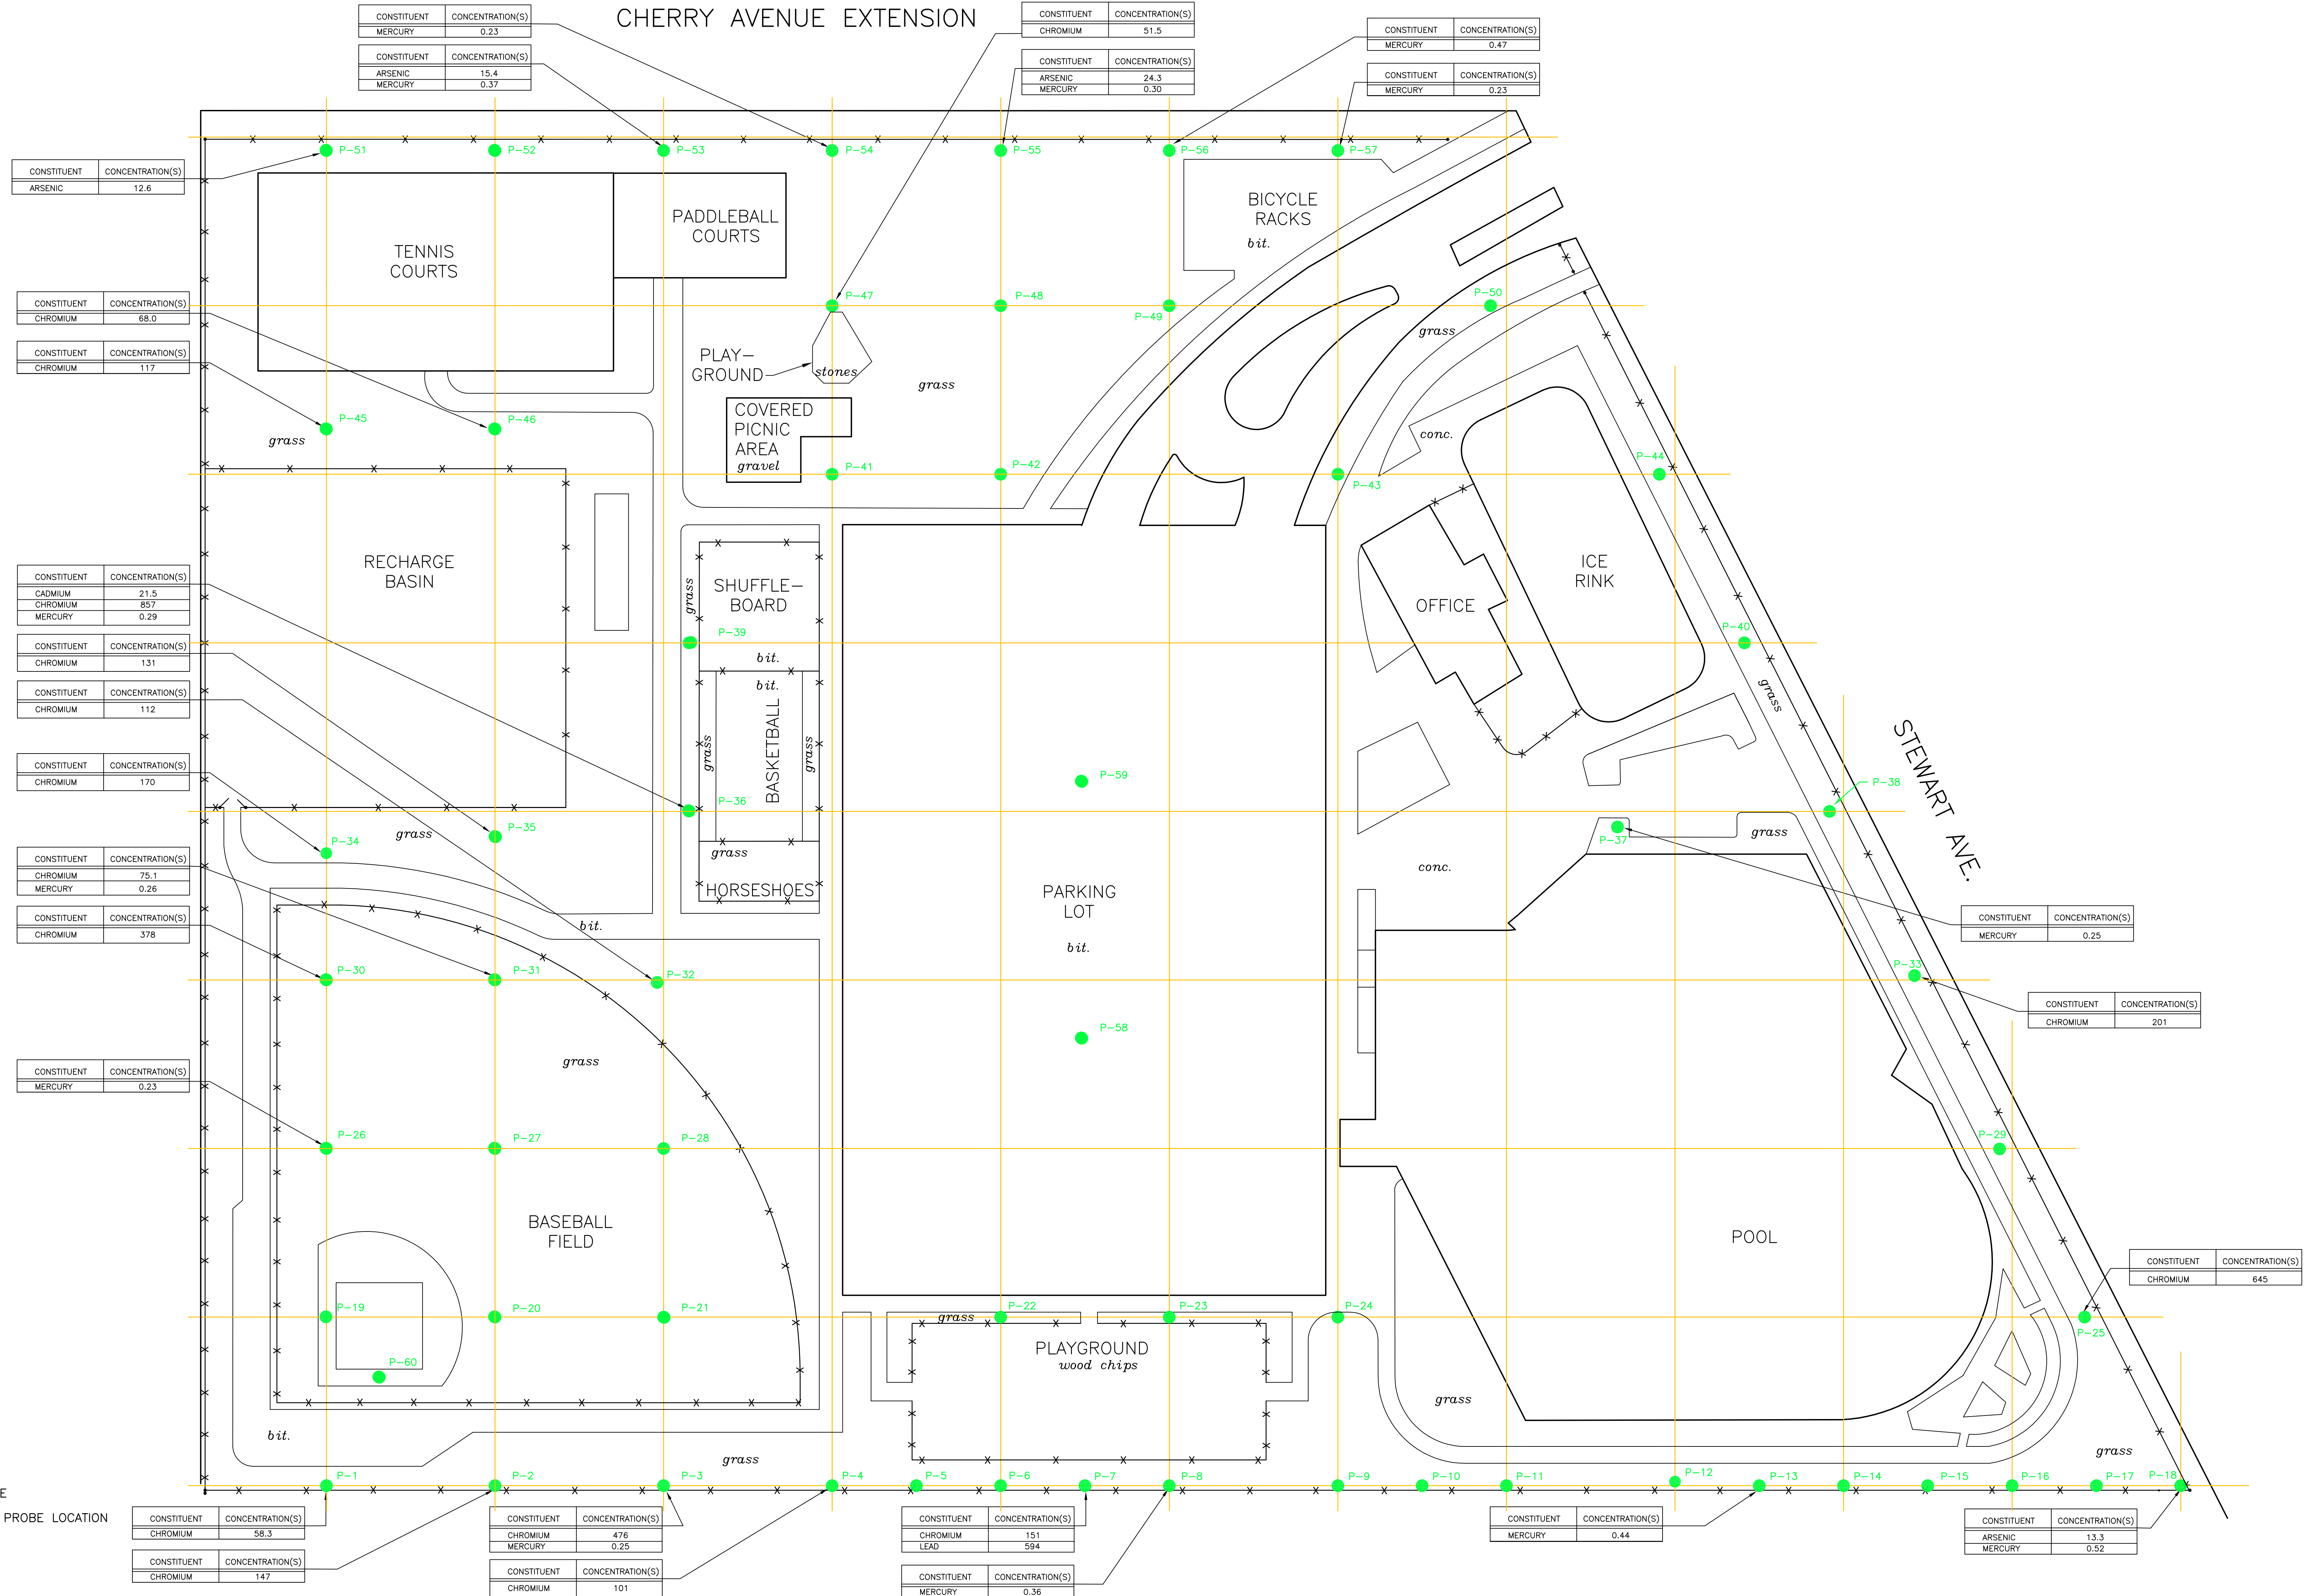 CHERRY AVENUE EXTENSION
CONSTITUENT CONCENTRATION(S)
MERCURY 0.23
CONSTITUENT CONCENTRATION(S)
ARSENIC 15.4
MERCURY 0.37
CONSTITUENT CONCENTRATION(S)
CHROMIUM 51.5
CONSTITUENT CONCENTRATION(S)
ARSENIC 24.3
MERCURY 0.30
CONSTITUENT CONCENTRATION(S)
MERCURY 0.47
CONSTITUENT CONCENTRATION(S)
MERCURY 0.23
P-51
P-52
P-53
P-54
P-55
P-56
P-57
CONSTITUENT CONCENTRATION(S)
ARSENIC 12.6
TENNIS
COURTS
PADDLEBALL
COURTS
BICYCLE
RACKS
bit.
CONSTITUENT CONCENTRATION(S)
CHROMIUM 68.0
P-47
P-48
P-49
P-50
grass
CONSTITUENT CONCENTRATION(S)
CHROMIUM 117
PLAY-
GROUND
stones
grass
P-45
P-46
grass
COVERED
PICNIC
AREA
gravel
conc.
P-41
P-42
P-43
P-44
RECHARGE
BASIN
grass
SHUFFLE-
BOARD
OFFICE
ICE
RINK
CONSTITUENT CONCENTRATION(S)
CADMIUM 21.5
CHROMIUM 857
MERCURY 0.29
P-39
P-40
bit.
bit.
grass
CONSTITUENT CONCENTRATION(S)
CHROMIUM 131
CONSTITUENT CONCENTRATION(S)
CHROMIUM 112
grass
BASKETBALL
grass
STEWART AVE.
CONSTITUENT CONCENTRATION(S)
CHROMIUM 170
P-59
P-36
P-38
P-34
P-35
grass
P-37
grass
grass
conc.
CONSTITUENT CONCENTRATION(S)
CHROMIUM 75.1
MERCURY 0.26
HORSESHOES
PARKING
LOT
bit.
bit.
CONSTITUENT CONCENTRATION(S)
CHROMIUM 378
CONSTITUENT CONCENTRATION(S)
MERCURY 0.25
P-30
P-31
P-32
P-33
CONSTITUENT CONCENTRATION(S)
CHROMIUM 201
P-58
grass
CONSTITUENT CONCENTRATION(S)
MERCURY 0.23
P-26
P-27
P-28
P-29
BASEBALL
FIELD
POOL
CONSTITUENT CONCENTRATION(S)
CHROMIUM 645
P-19
P-20
P-21
grass
P-22
P-23
P-24
P-25
PLAYGROUND
wood chips
P-60
grass
bit.
grass
grass
P-1
P-2
P-3
P-4
P-5
P-6
P-7
P-8
P-9
P-10
P-11
P-12
P-13
P-14
P-15
P-16
P-17
P-18
E
PROBE LOCATION
CONSTITUENT CONCENTRATION(S)
CHROMIUM 58.3
CONSTITUENT CONCENTRATION(S)
CHROMIUM 147
CONSTITUENT CONCENTRATION(S)
CHROMIUM 476
MERCURY 0.25
CONSTITUENT CONCENTRATION(S)
CHROMIUM 101
CONSTITUENT CONCENTRATION(S)
CHROMIUM 151
LEAD 594
CONSTITUENT CONCENTRATION(S)
MERCURY 0.36
CONSTITUENT CONCENTRATION(S)
MERCURY 0.44
CONSTITUENT CONCENTRATION(S)
ARSENIC 13.3
MERCURY 0.52